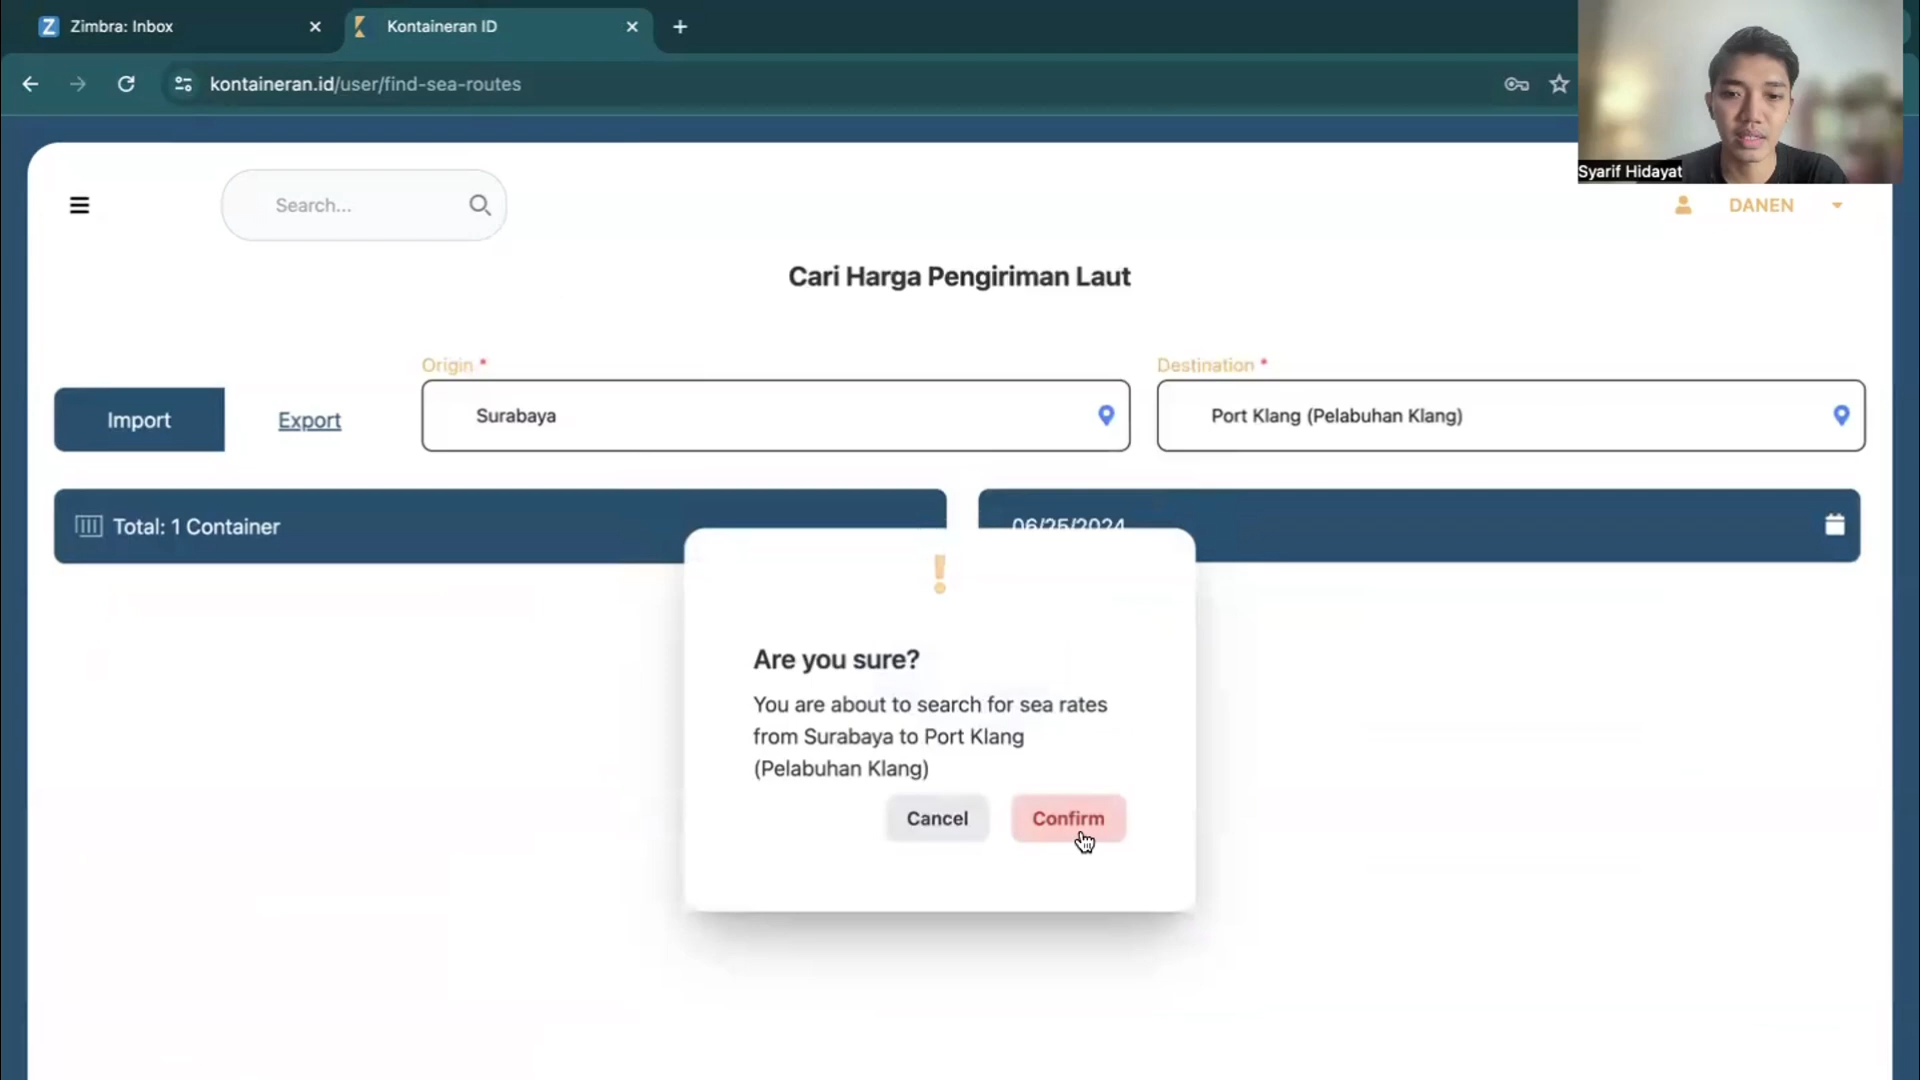 Zimbra: Inbox
Kontaineran ID
kontaineran.id/user/find-sea-routes
Syarif Hidayat
Search...
DANEN
Cari Harga Pengiriman Laut
Import
Export
Origin *
Surabaya
Destination *
Port Klang (Pelabuhan Klang)
Total: 1 Container
06/25/2024
!
Are you sure?
You are about to search for sea rates
from Surabaya to Port Klang
(Pelabuhan Klang)
Cancel
Confirm